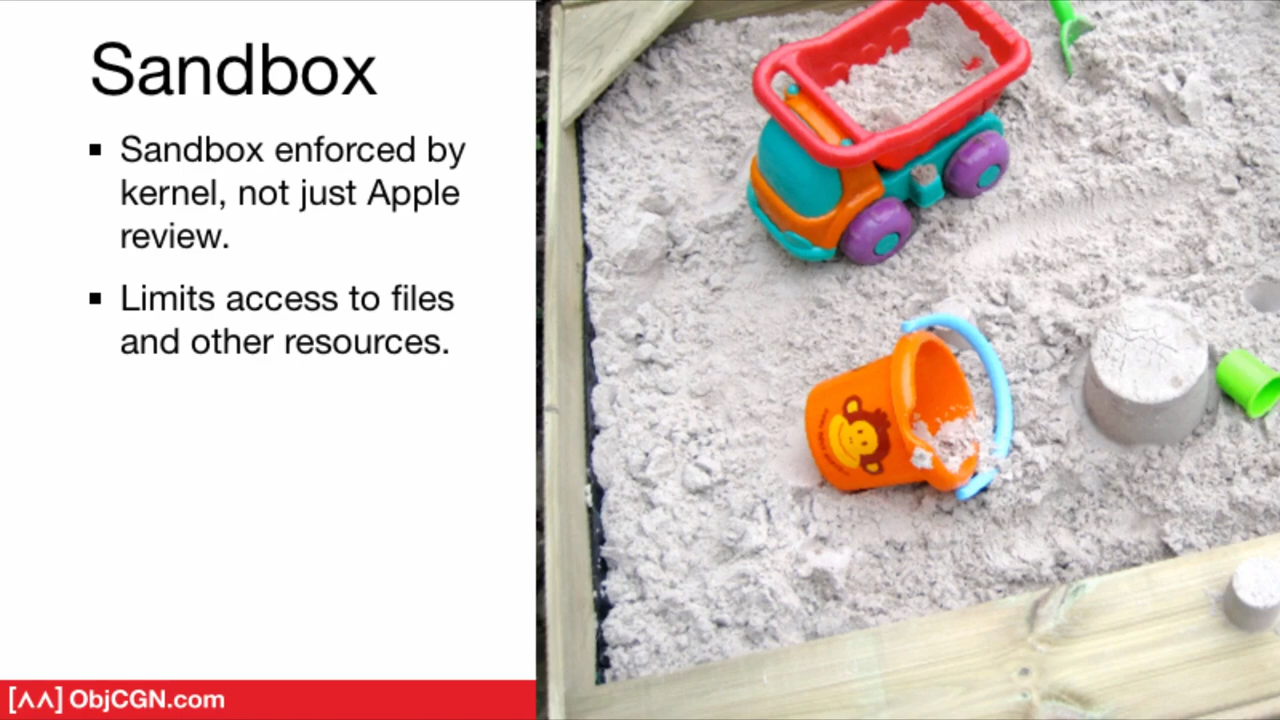 Sandbox
▪ Sandbox enforced by
kernel, not just Apple
review.
▪ Limits access to files
and other resources.
[ʌʌ] ObjCGN.com